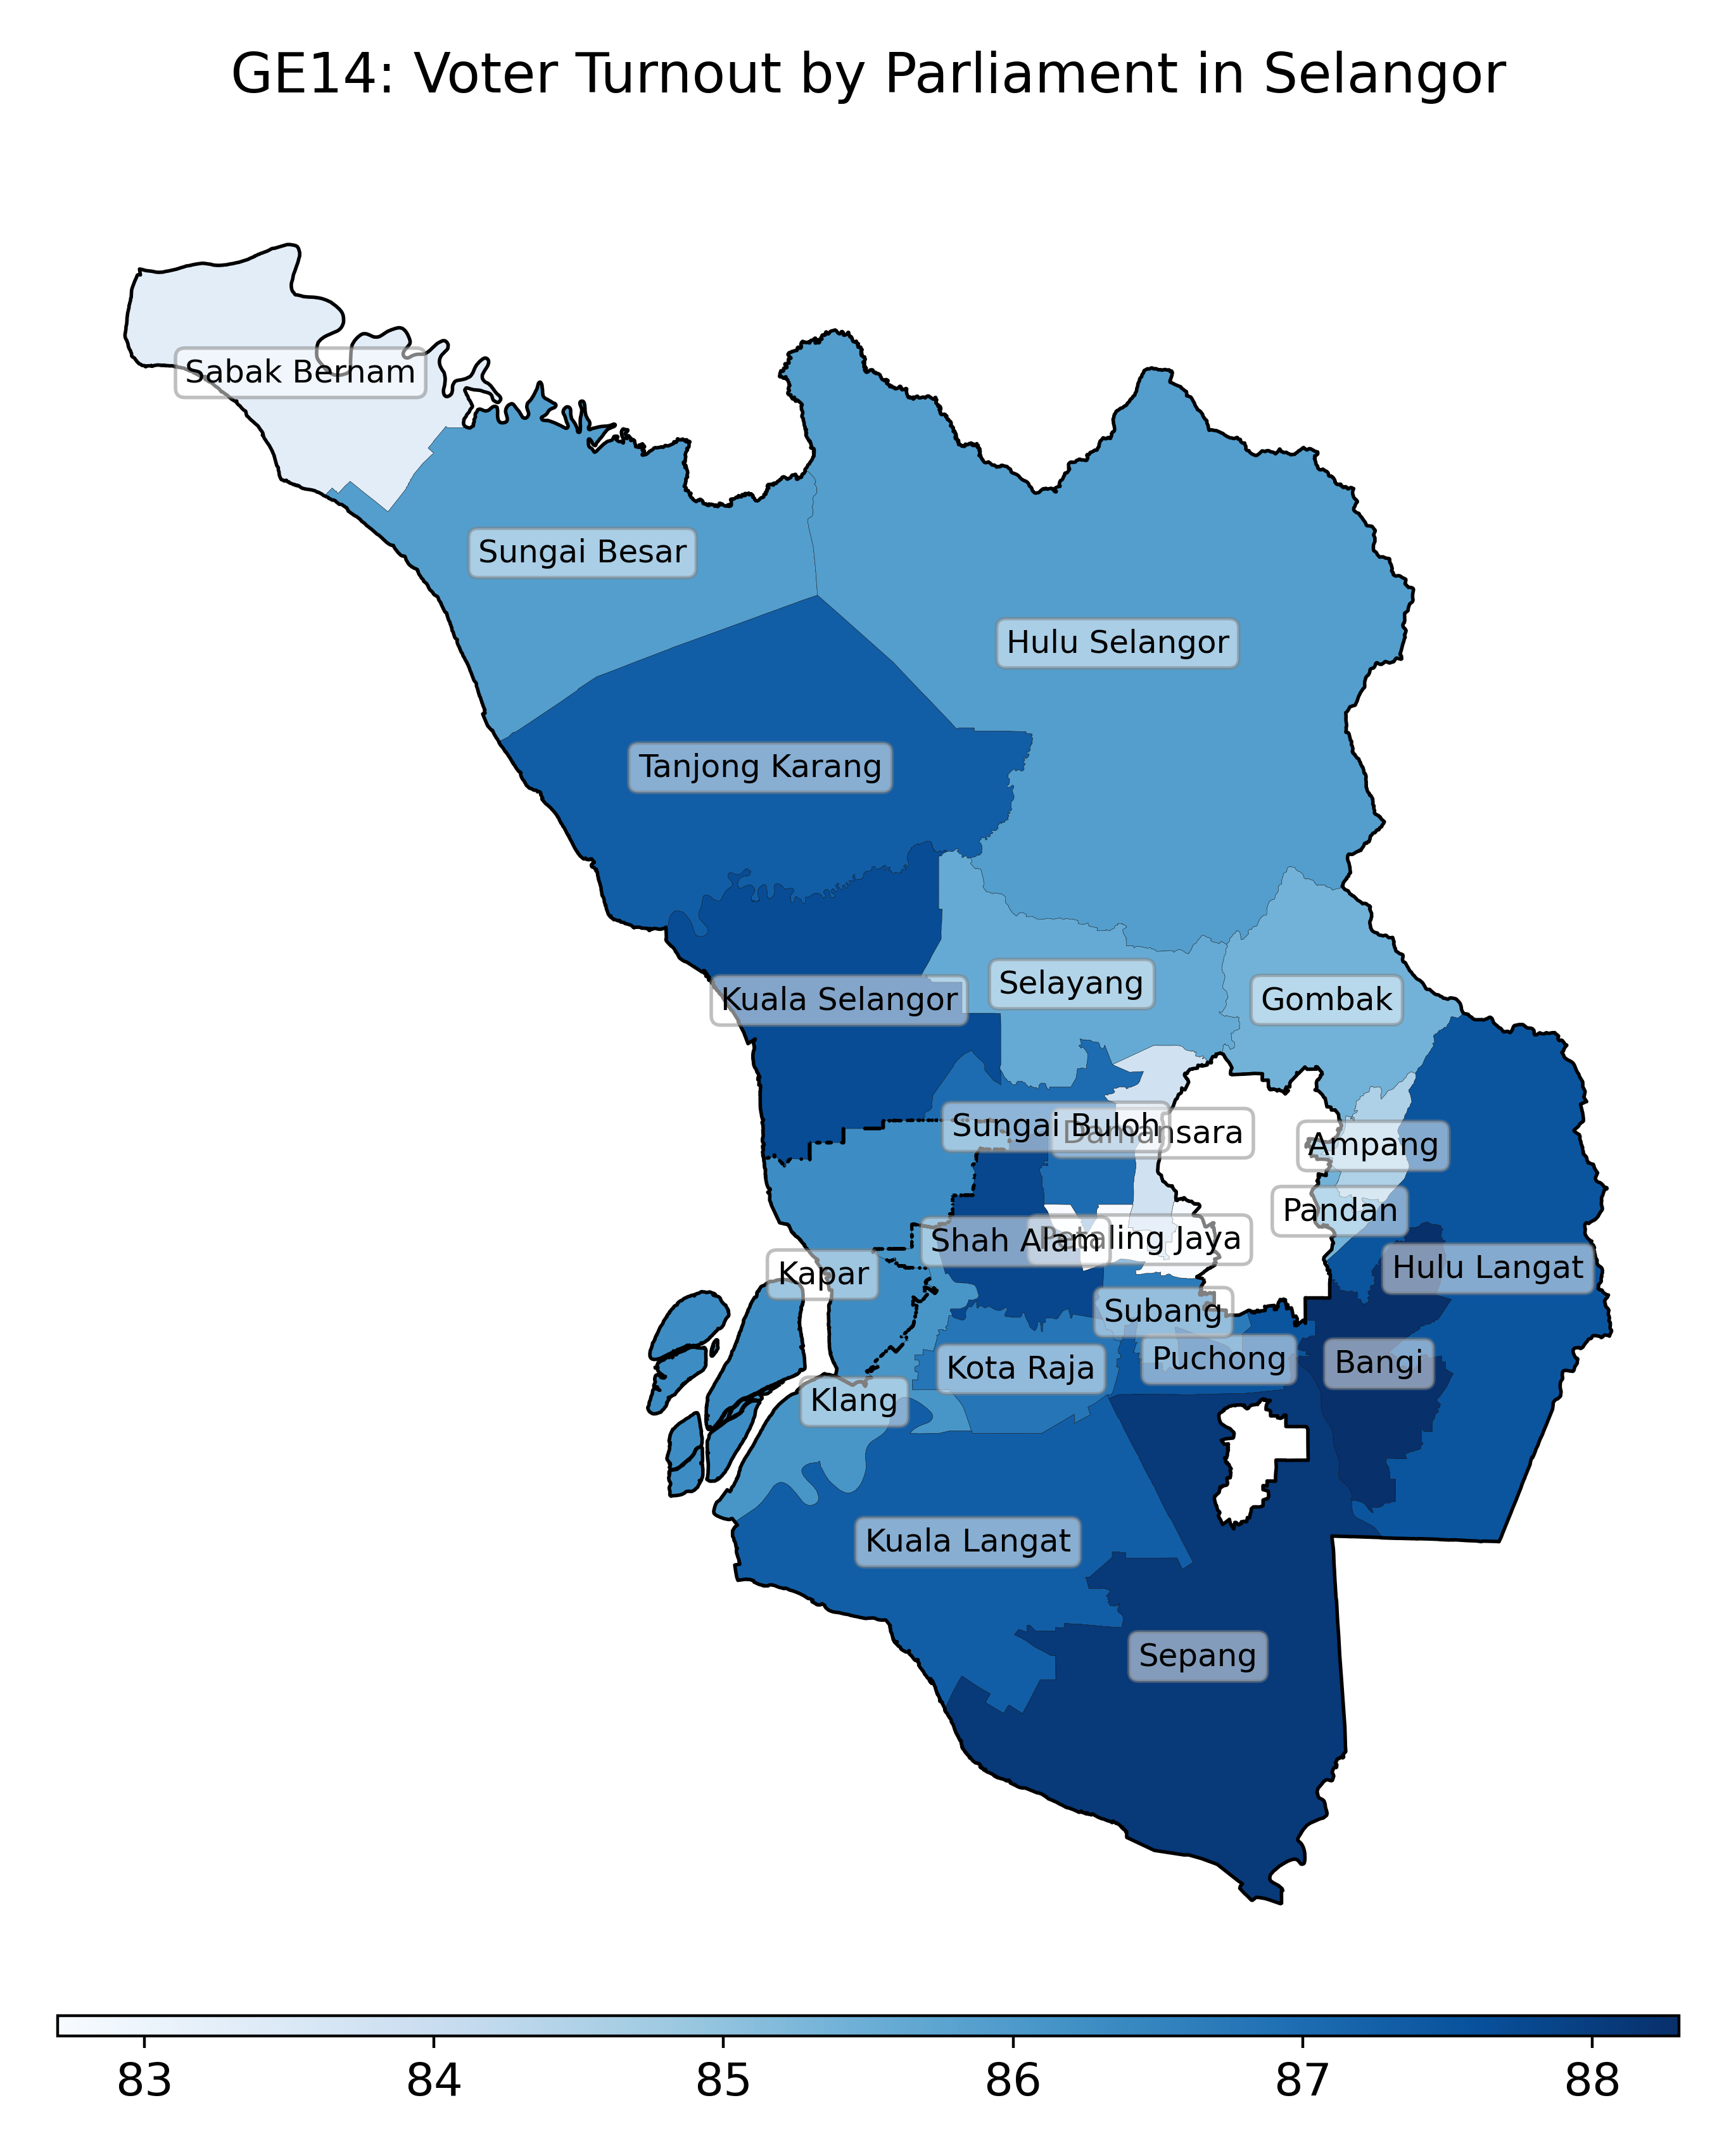 GE14: Voter Turnout by Parliament in Selangor
Sabak Bernam
Sungai Besar
Hulu Selangor
Tanjong Karang
Selayang
Kuala Selangor
Gombak
Sungai Buloh
Damansara
Ampang
Pandan
Shah Alam
Petaling Jaya
Hulu Langat
Kapar
Subang
Puchong
Bangi
Kota Raja
Klang
Kuala Langat
Sepang
83 84 85 86 87 88